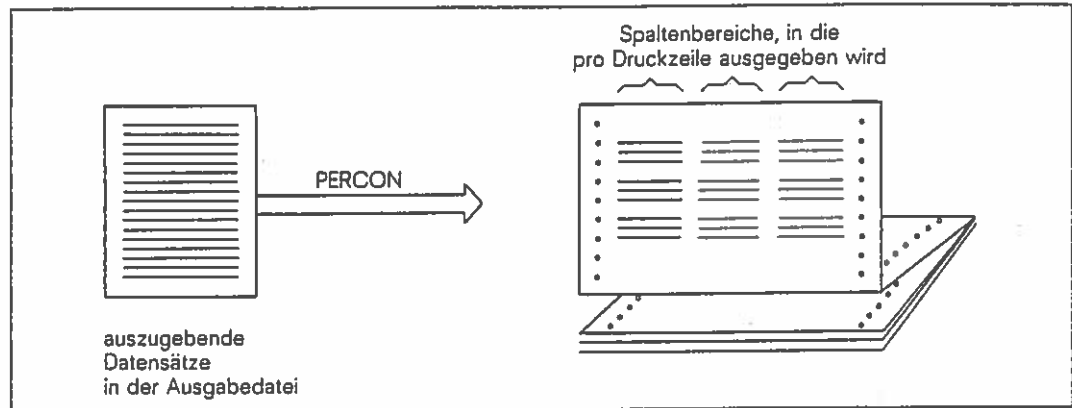 Spaltenbereiche, in die
pro Druckzeile ausgegeben wird
PERCON
auszugebende
Datensätze
in der Ausgabedatei